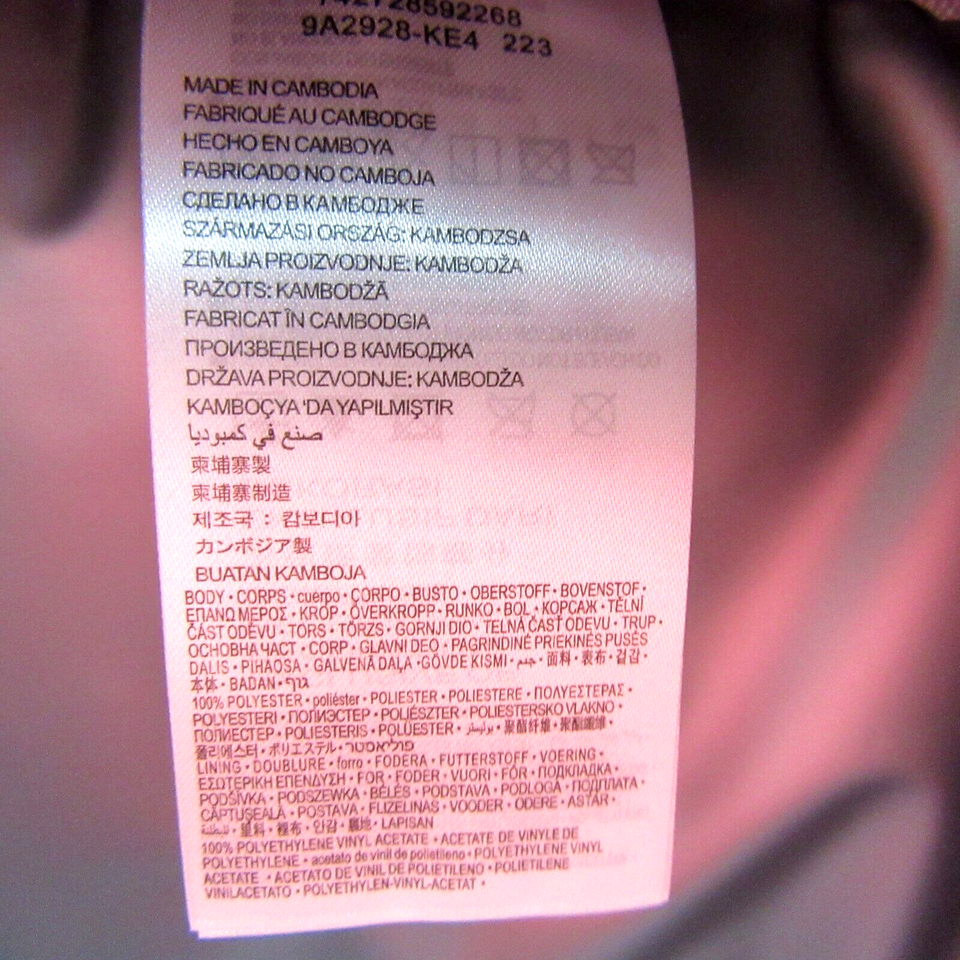 742728592268
9A2928-KE4 223
MADE IN CAMBODIA
FABRIQUÉ AU CAMBODGE
HECHO EN CAMBOYA
FABRICADO NO CAMBOJA
СДЕЛАНО В КАМБОДЖЕ
SZÁRMAZÁSI ORSZÁG: KAMBODZSA
ZEMLJA PROIZVODNJE: KAMBODŽA
RAŽOTS: KAMBODŽĀ
FABRICAT ÎN CAMBODGIA
ПРОИЗВЕДЕНО В КАМБОДЖА
DRŽAVA PROIZVODNJE: KAMBODŽA
KAMBOÇYA 'DA YAPILMIŞTIR
صنع في كمبوديا
柬埔寨製
柬埔寨制造
제조국 : 캄보디아
カンボジア製
BUATAN KAMBOJA
BODY · CORPS · cuerpo · CORPO · BUSTO · OBERSTOFF · BOVENSTOF ·
ΕΠΑΝΩ ΜΕΡΟΣ · KROP · ÖVERKROPP · RUNKO · BOL · КОРСАЖ · TĚLNÍ
ČÁST ODĚVU · TORS · TÖRZS · GORNJI DIO · TELNÁ ČASŤ ODEVU · TRUP ·
ОСНОВНА ЧАСТ · CORP · GLAVNI DEO · PAGRINDINĖ PRIEKINĖS PUSĖS
DALIS · PIHAOSA · GALVENĀ DAĻA · GÖVDE KISMI · جسم · 面料 · 表布 · 겉감 ·
本体 · BADAN · גוף
100% POLYESTER · poliéster · POLIESTER · POLIESTERE · ΠΟΛΥΕΣΤΕΡΑΣ ·
POLYESTERI · ПОЛИЭСТЕР · POLIÉSZTER · POLIESTERSKO VLAKNO ·
ПОЛИЕСТЕР · POLIESTERIS · POLÜESTER · بوليستر · 聚酯纤维 · 聚酯纖維 ·
폴리에스터 · ポリエステル · פוליאסטר
LINING · DOUBLURE · forro · FODERA · FUTTERSTOFF · VOERING ·
ΕΣΩΤΕΡΙΚΗ ΕΠΕΝΔΥΣΗ · FOR · FODER · VUORI · FÓR · ПОДКЛАДКА ·
PODŠÍVKA · PODSZEWKA · BÉLÉS · PODSTAVA · PODLOGA · ПОДПЛАТА ·
CĂPTUŞEALĂ · POSTAVA · FLIZELINAS · VOODER · ODERE · ASTAR ·
· 里料 · 裡布 · 안감 · 裏地 · LAPISAN
100% POLYETHYLENE VINYL ACETATE · ACETATE DE VINYLE DE
POLYETHYLENE · acetato de vinil de polietileno · POLYETHYLENE VINYL
ACETATE · ACETATO DE VINIL DE POLIETILENO · POLIETILENE
VINILACETATO · POLYETHYLEN-VINYL-ACETAT ·